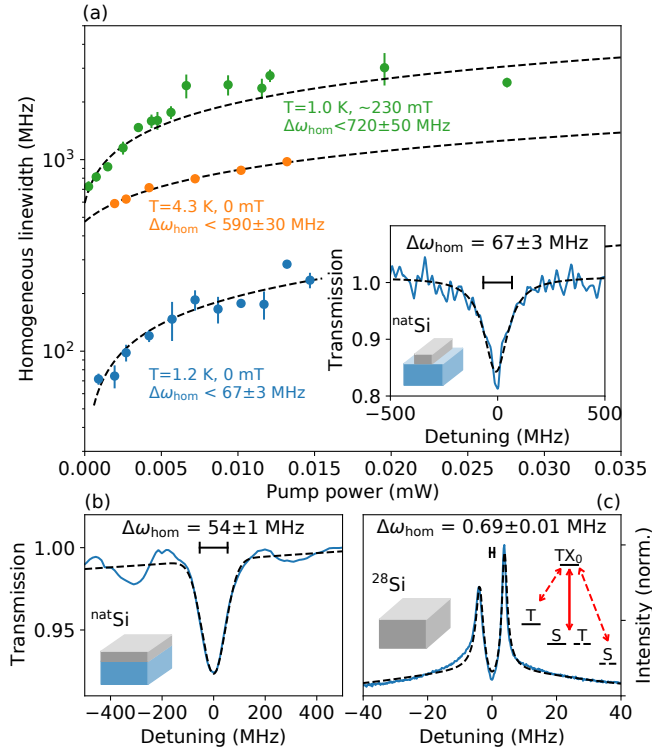 (a)
Homogeneous linewidth (MHz)
10³
10²
T=1.0 K, ~230 mT
Δω_hom<720±50 MHz
T=4.3 K, 0 mT
Δω_hom < 590±30 MHz
T=1.2 K, 0 mT
Δω_hom < 67±3 MHz
Δω_hom = 67±3 MHz
Transmission
1.0
0.9
0.8
natSi
−500 0 500
Detuning (MHz)
0.000 0.005 0.010 0.015 0.020 0.025 0.030 0.035
Pump power (mW)
(b)
Δω_hom = 54±1 MHz
Transmission
1.00
0.95
natSi
−400 −200 0 200 400
Detuning (MHz)
(c)
Δω_hom = 0.69±0.01 MHz
TX₀
28Si
T
S T
S
Intensity (norm.)
−40 −20 0 20 40
Detuning (MHz)